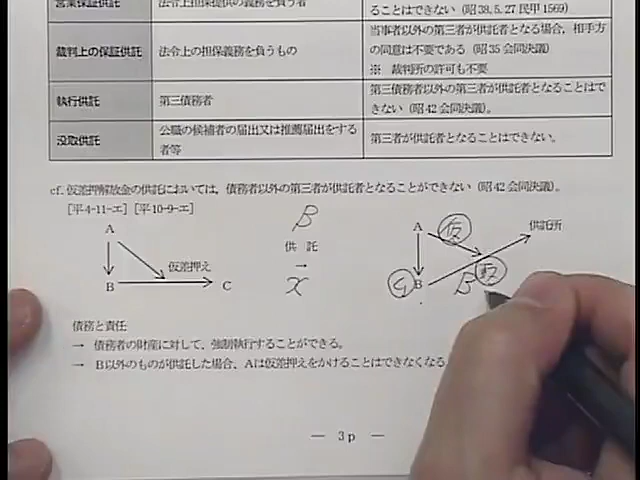 営業保証供託 法令上担保提供の義務を負う者
ることはできない（昭38.5.27民甲1569）
裁判上の保証供託 法令上の担保義務を負うもの 当事者以外の第三者が供託者となる場合，相手方の同意は不要である（昭35会同決議）
※ 裁判所の許可も不要
執行供託 第三債務者 第三債務者以外の第三者が供託者となることはできない（昭42会同決議）。
没取供託 公職の候補者の届出又は推薦届出をする者等 第三者が供託者となることはできない。
cf. 仮差押解放金の供託においては，債務者以外の第三者が供託者となることができない（昭42会同決議）。
［平4-11-エ］［平10-9-エ］
A
仮差押え
B
C
β
供 託
→
x
A
仮
供託所
B
仮
B
債務と責任
→ 債務者の財産に対して、強制執行することができる。
→ B以外のものが供託した場合、Aは仮差押えをかけることはできなくなる
— 3p —